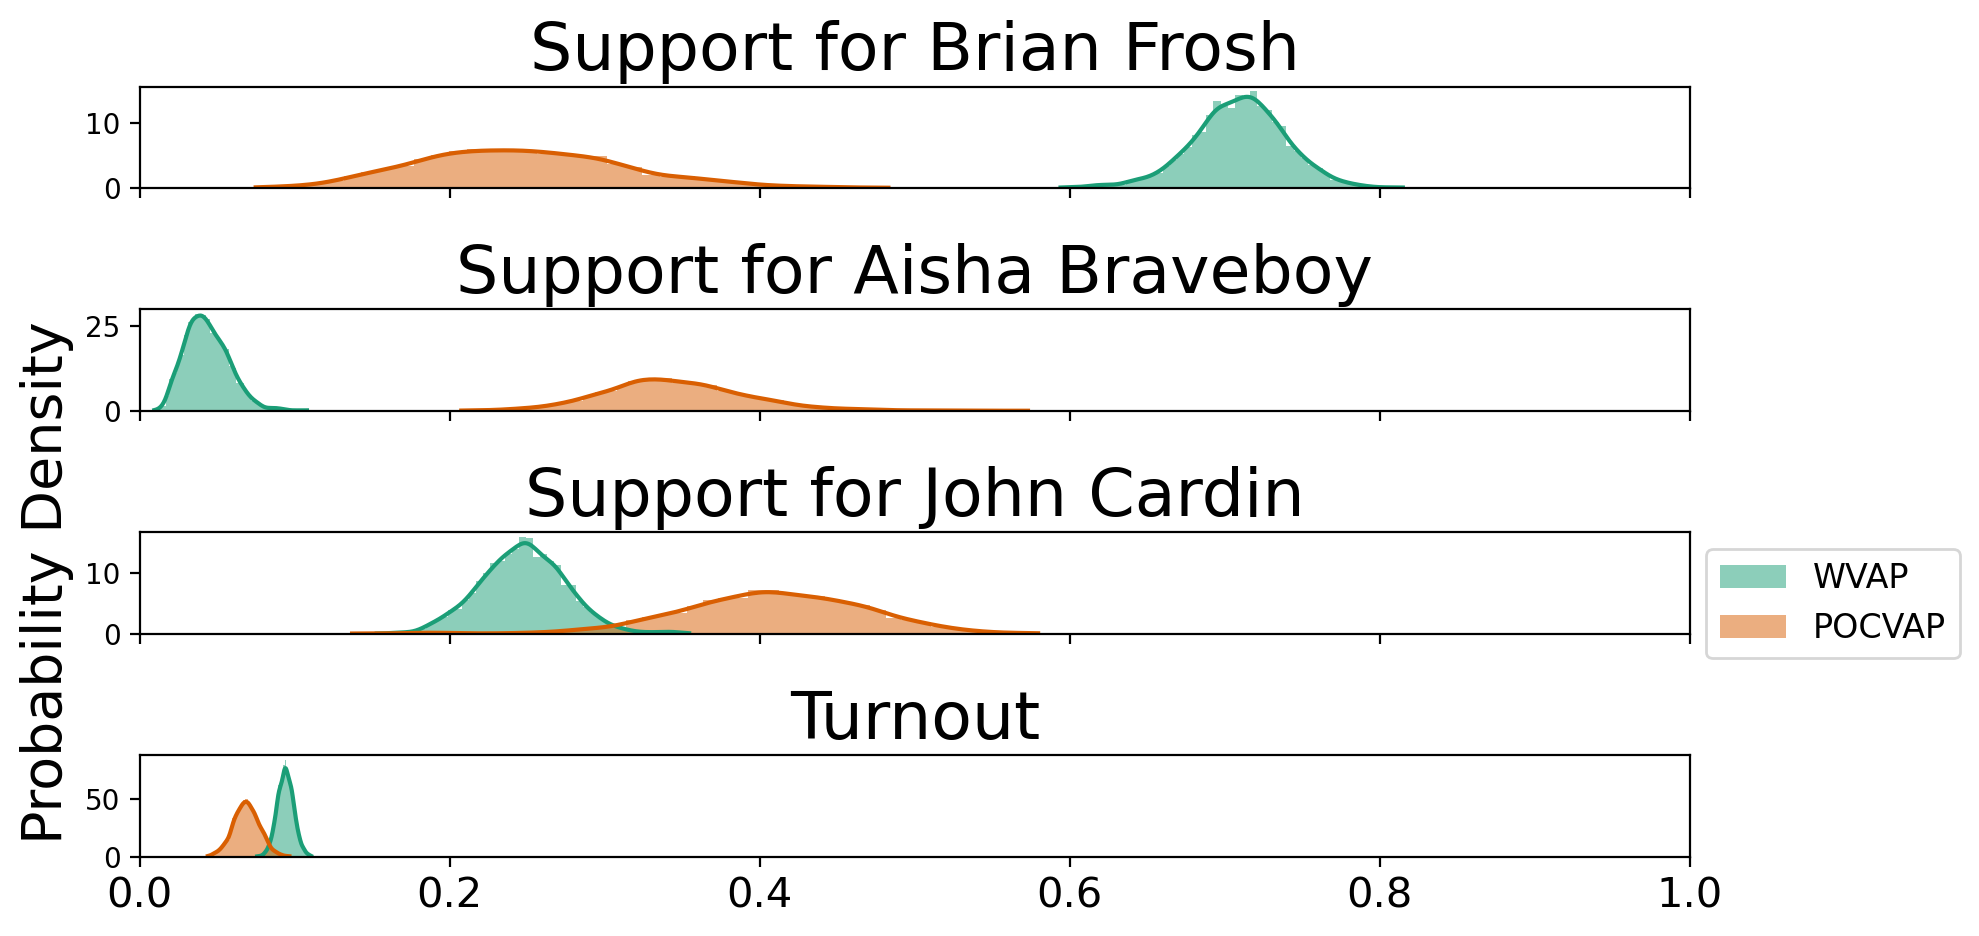 Support for Brian Frosh
10
0
Support for Aisha Braveboy
25
0
Support for John Cardin
10
0
Turnout
50
0
0.0 0.2 0.4 0.6 0.8 1.0
Probability Density
WVAP
POCVAP